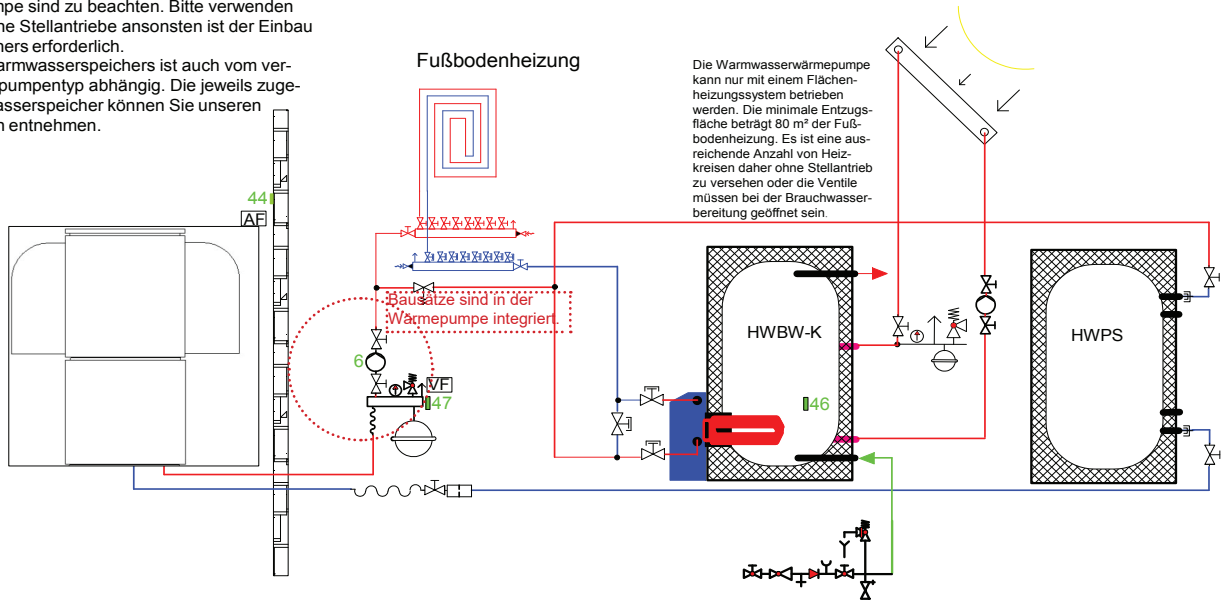 mpe sind zu beachten. Bitte verwenden
ne Stellantriebe ansonsten ist der Einbau
hers erforderlich.
armwasserspeichers ist auch vom ver-
pumpentyp abhängig. Die jeweils zuge-
asserspeicher können Sie unseren
n entnehmen.
Fußbodenheizung
Die Warmwasserwärmepumpe
kann nur mit einem Flächen-
heizungssystem betrieben
werden. Die minimale Entzugs-
fläche beträgt 80 m² der Fuß-
bodenheizung. Es ist eine aus-
reichende Anzahl von Heiz-
kreisen daher ohne Stellantrieb
zu versehen oder die Ventile
müssen bei der Brauchwasser-
bereitung geöffnet sein.
44
AF
Bausätze sind in der
Wärmepumpe integriert.
6
VF
47
HWBW-K
46
HWPS